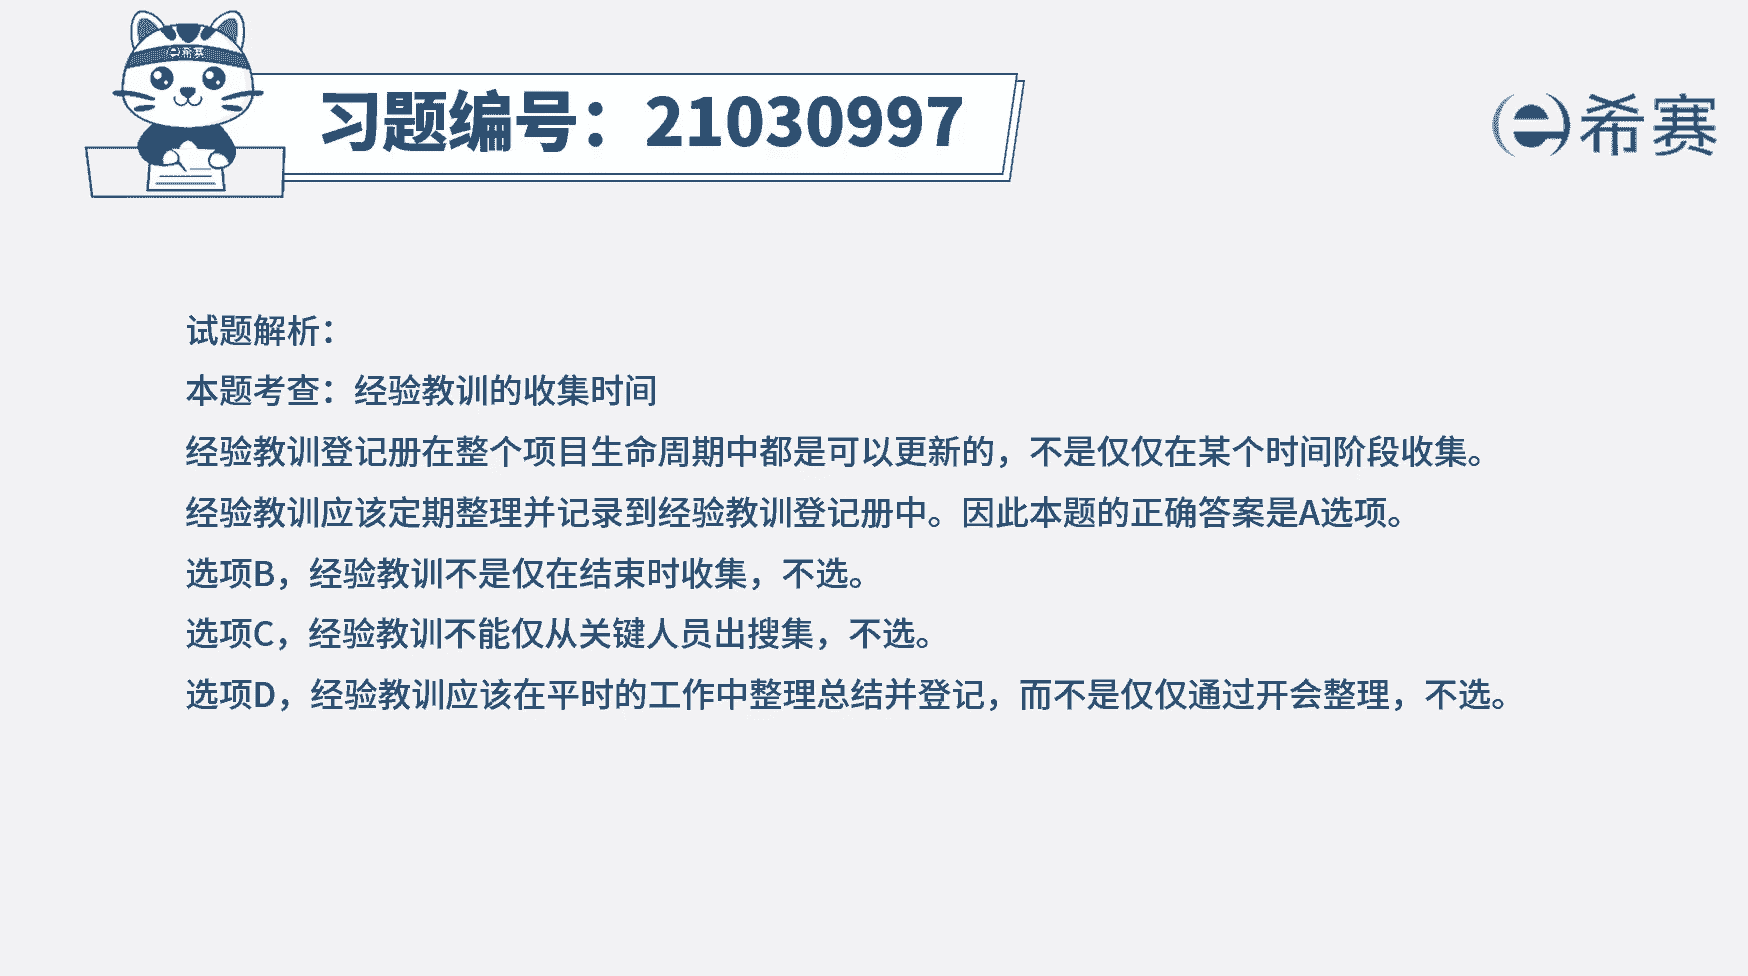 e希赛
习题编号：21030997
e希赛
试题解析：
本题考查：经验教训的收集时间
经验教训登记册在整个项目生命周期中都是可以更新的，不是仅仅在某个时间阶段收集。
经验教训应该定期整理并记录到经验教训登记册中。因此本题的正确答案是A选项。
选项B，经验教训不是仅在结束时收集，不选。
选项C，经验教训不能仅从关键人员出搜集，不选。
选项D，经验教训应该在平时的工作中整理总结并登记，而不是仅仅通过开会整理，不选。